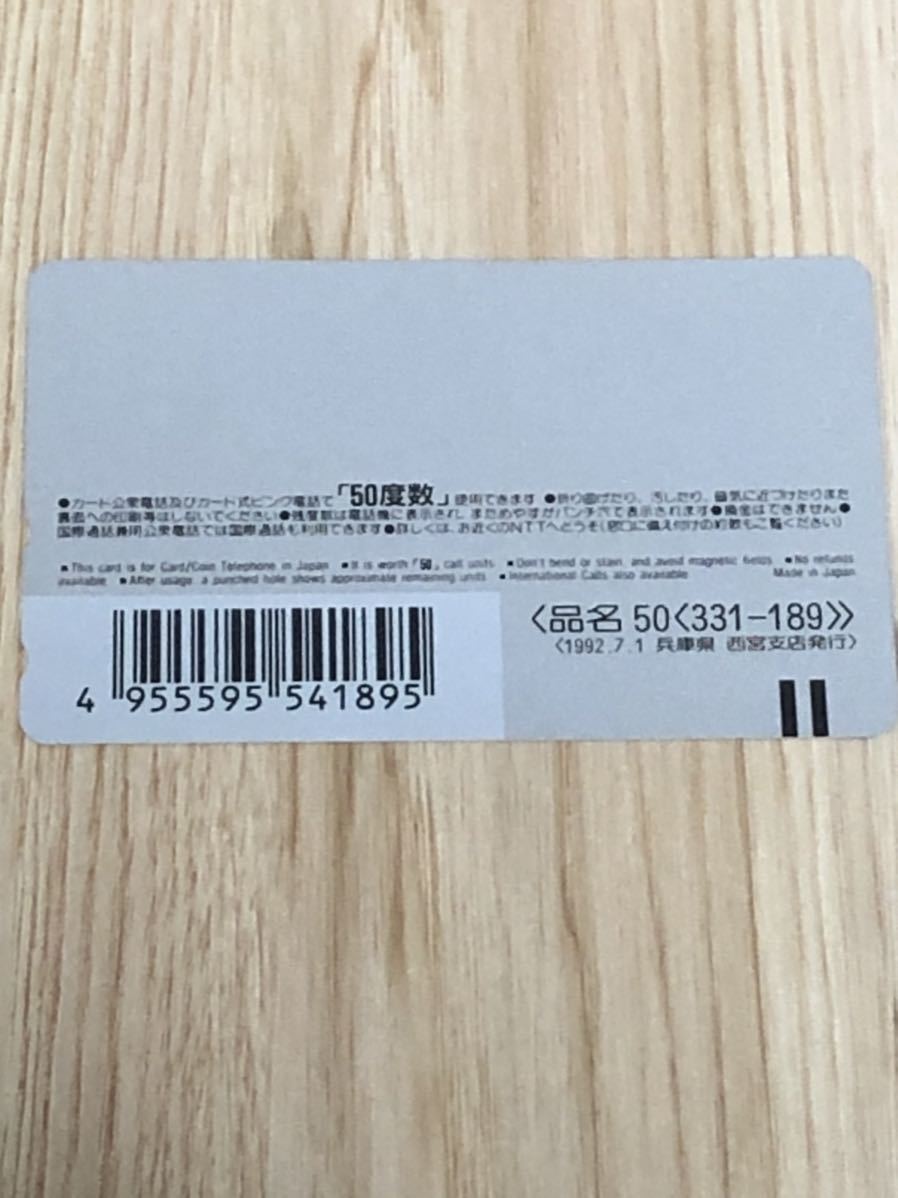 ●カード公衆電話及びカード式ピンク電話で「50度数」使用できます ●折り曲げたり、汚したり、磁気に近づけたりまた
裏面への印刷等はしないでください●残度数は電話機に表示され、まためやすがパンチ穴で表示されます●換金はできません●
国際通話兼用公衆電話では国際通話も利用できます●詳しくは、お近くのNTTへどうぞ(窓口に備え付けの約款もご覧ください)
■ This card is for Card/Coin Telephone in Japan ■ It is worth「50」call units ■ Don't bend or stain, and avoid magnetic fields ■ No refunds
available ■ After usage, a punched hole shows approximate remaining units ■ International Calls also available Made in Japan
〈品名 50〈331-189〉〉
〈1992.7.1 兵庫県 西宮支店発行〉
4 955595 541895